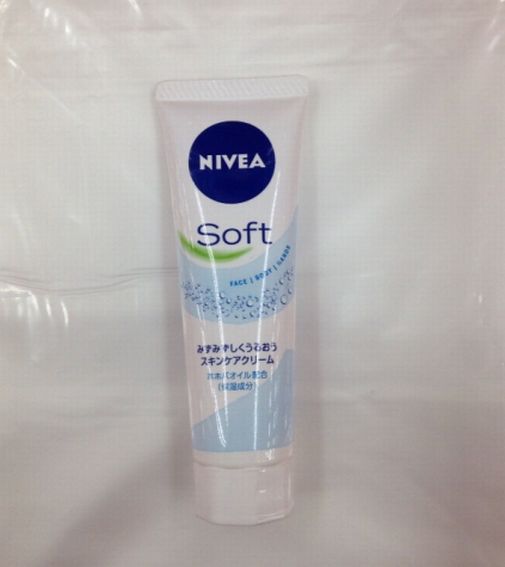 NIVEA
Soft
FACE | BODY | HANDS
みずみずしくうるおう
スキンケアクリーム
ホホバオイル配合
(保湿成分)